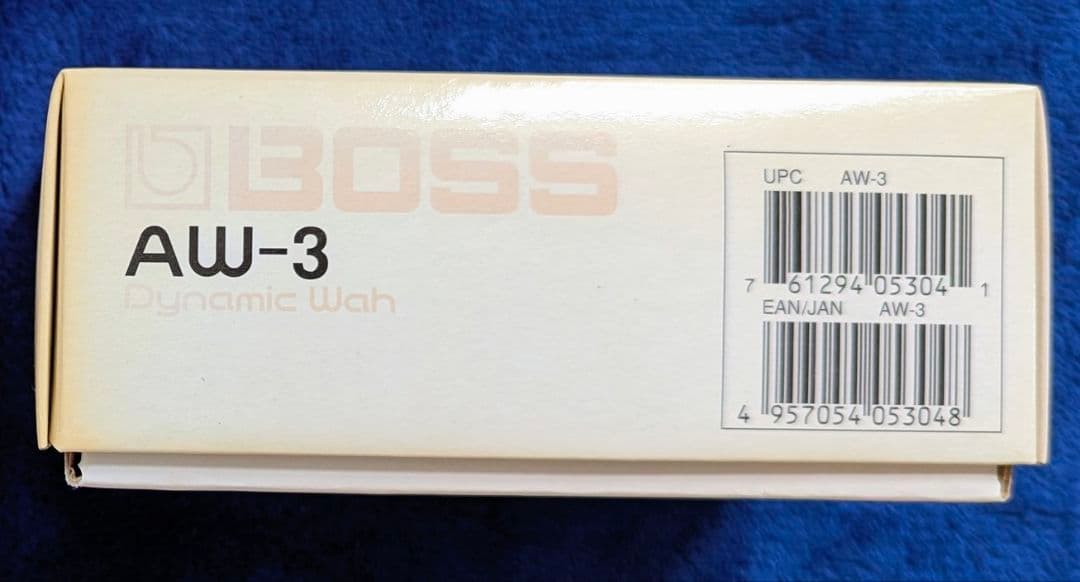 BOSS
AW-3
Dynamic Wah
UPC AW-3
7 61294 05304 1
EAN/JAN AW-3
4 957054 053048